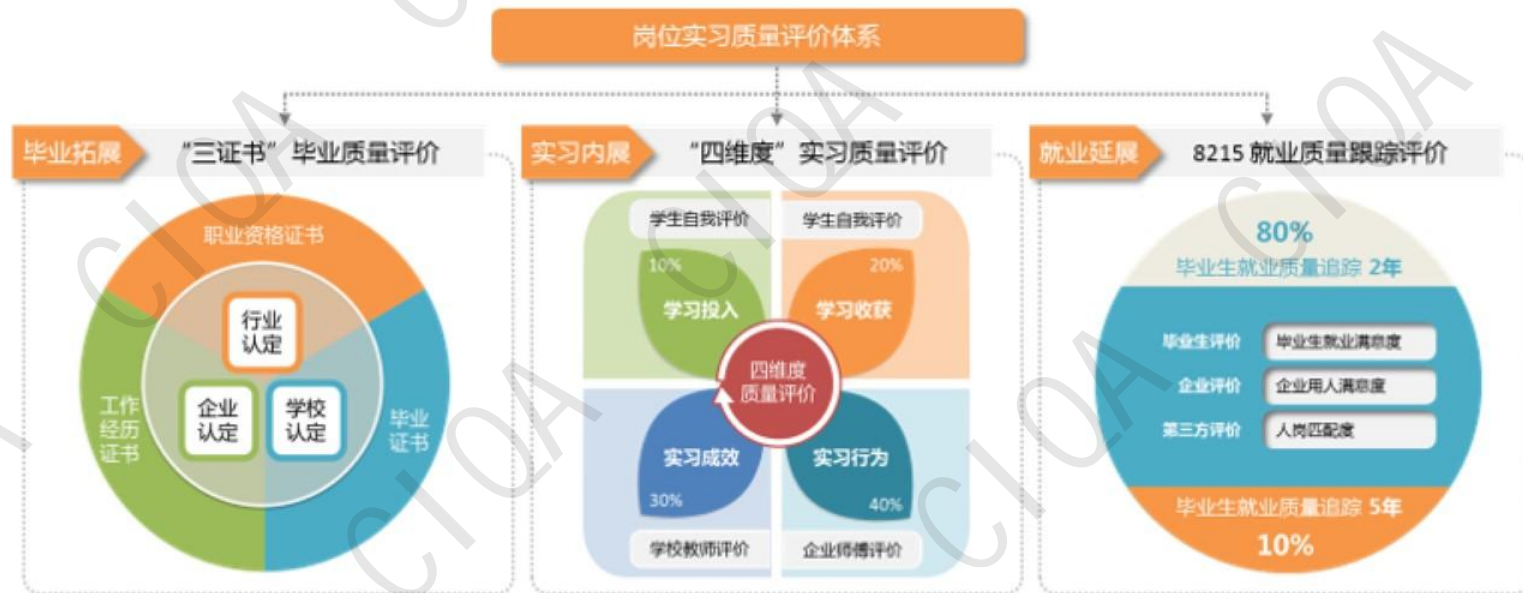 岗位实习质量评价体系
毕业拓展
“三证书”毕业质量评价
职业资格证书
行业
认定
企业
认定
学校
认定
工作
经历
证书
毕业
证书
实习内展
“四维度”实习质量评价
学生自我评价
学生自我评价
10%
20%
学习投入
学习收获
四维度
质量评价
实习成效
实习行为
30%
40%
学校教师评价
企业师傅评价
就业延展
8215 就业质量跟踪评价
80%
毕业生就业质量追踪 2年
毕业生评价 毕业生就业满意度
企业评价 企业用人满意度
第三方评价 人岗匹配度
毕业生就业质量追踪 5年
10%
CIQA
CIQA
CIQA
CIQA
CIQA
CIQA